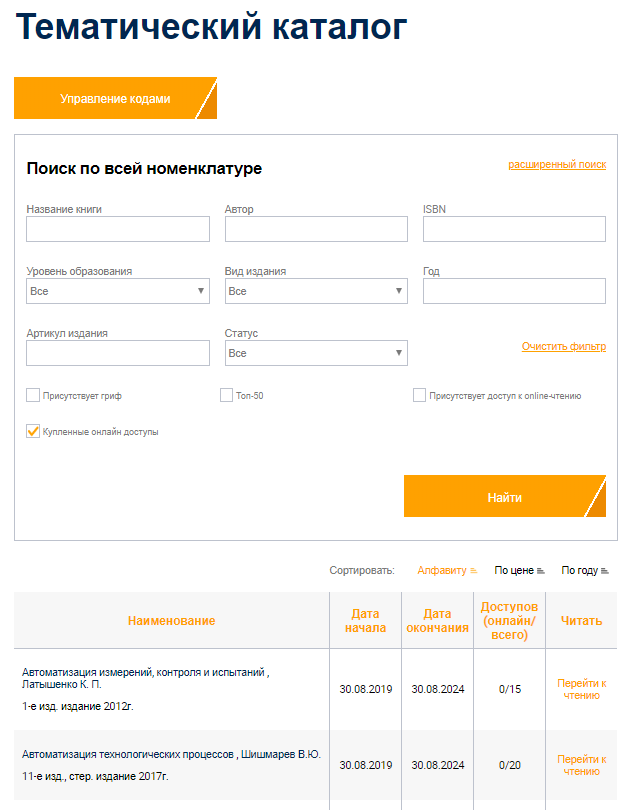 Тематический каталог
Управление кодами
Поиск по всей номенклатуре
расширенный поиск
Название книги
Автор
ISBN
Уровень образования
Вид издания
Год
Все
Все
Артикул издания
Статус
Все
Очистить фильтр
Присутствует гриф
Топ-50
Присутствует доступ к online-чтению
Купленные онлайн доступы
Найти
Сортировать:
Алфавиту
По цене
По году
Наименование
Дата
начала
Дата
окончания
Доступов
(онлайн/
всего)
Читать
Автоматизация измерений, контроля и испытаний ,
Латышенко К. П.
1-е изд. издание 2012г.
30.08.2019
30.08.2024
0/15
Перейти к
чтению
Автоматизация технологических процессов , Шишмарев В.Ю.
11-е изд., стер. издание 2017г.
30.08.2019
30.08.2024
0/20
Перейти к
чтению